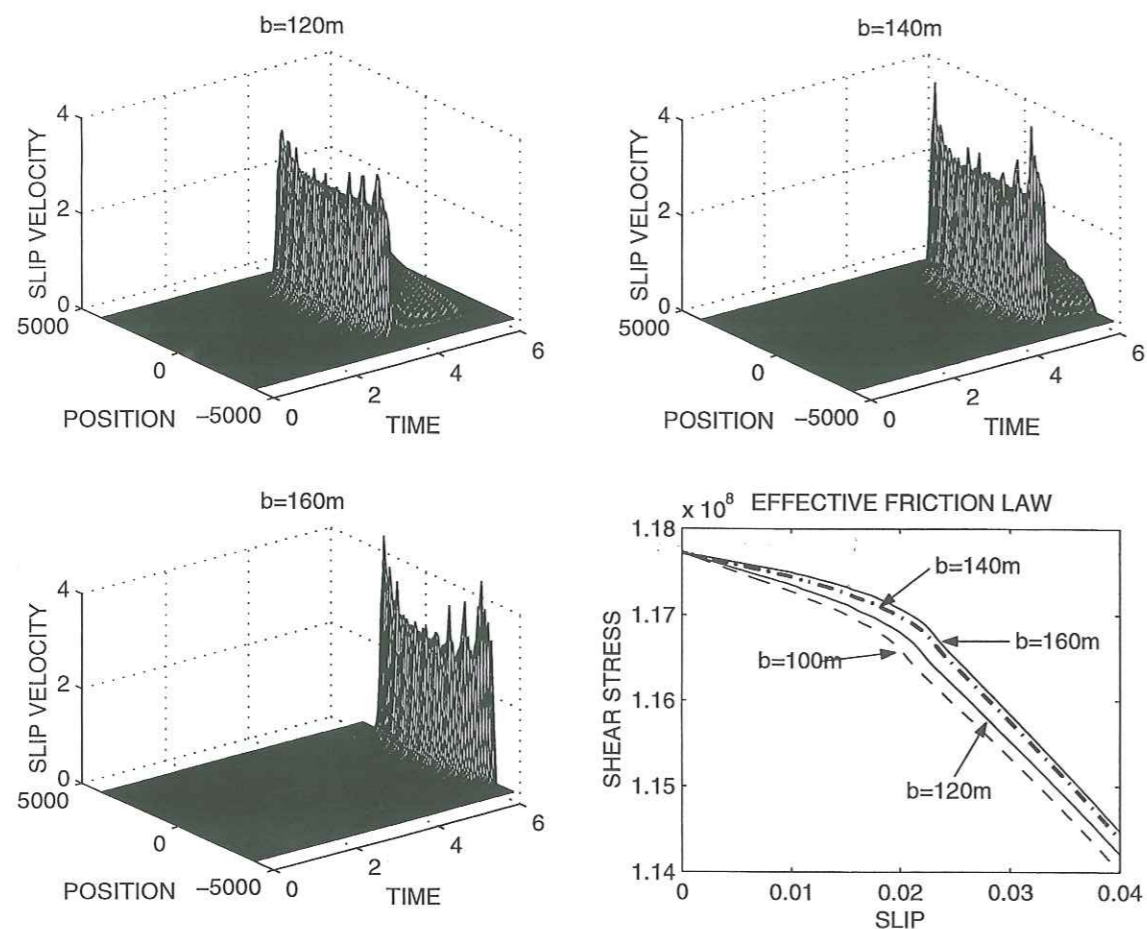 b=120m
4
2
0
SLIP VELOCITY
5000
0
-5000
POSITION
0
2
4
6
TIME
b=140m
4
2
0
SLIP VELOCITY
5000
0
-5000
POSITION
0
2
4
6
TIME
b=160m
4
2
0
SLIP VELOCITY
5000
0
-5000
POSITION
0
2
4
6
TIME
x 10^8 EFFECTIVE FRICTION LAW
1.18
1.17
1.16
1.15
1.14
SHEAR STRESS
b=140m
b=160m
b=100m
b=120m
0
0.01
0.02
0.03
0.04
SLIP